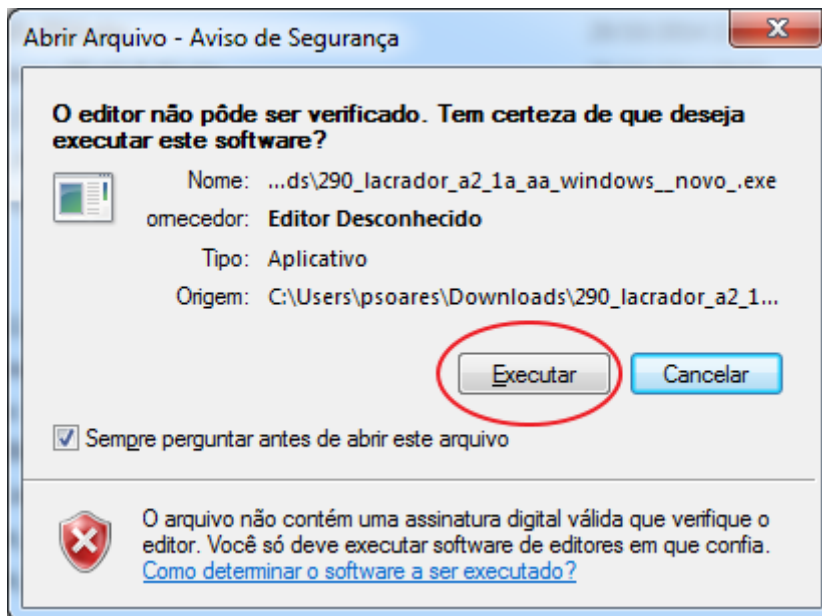 Abrir Arquivo - Aviso de Segurança
O editor não pôde ser verificado. Tem certeza de que deseja
executar este software?
Nome: ...ds\290_lacrador_a2_1a_aa_windows__novo_.exe
ornecedor: Editor Desconhecido
Tipo: Aplicativo
Origem: C:\Users\psoares\Downloads\290_lacrador_a2_1...
Executar Cancelar
Sempre perguntar antes de abrir este arquivo
O arquivo não contém uma assinatura digital válida que verifique o
editor. Você só deve executar software de editores em que confia.
Como determinar o software a ser executado?